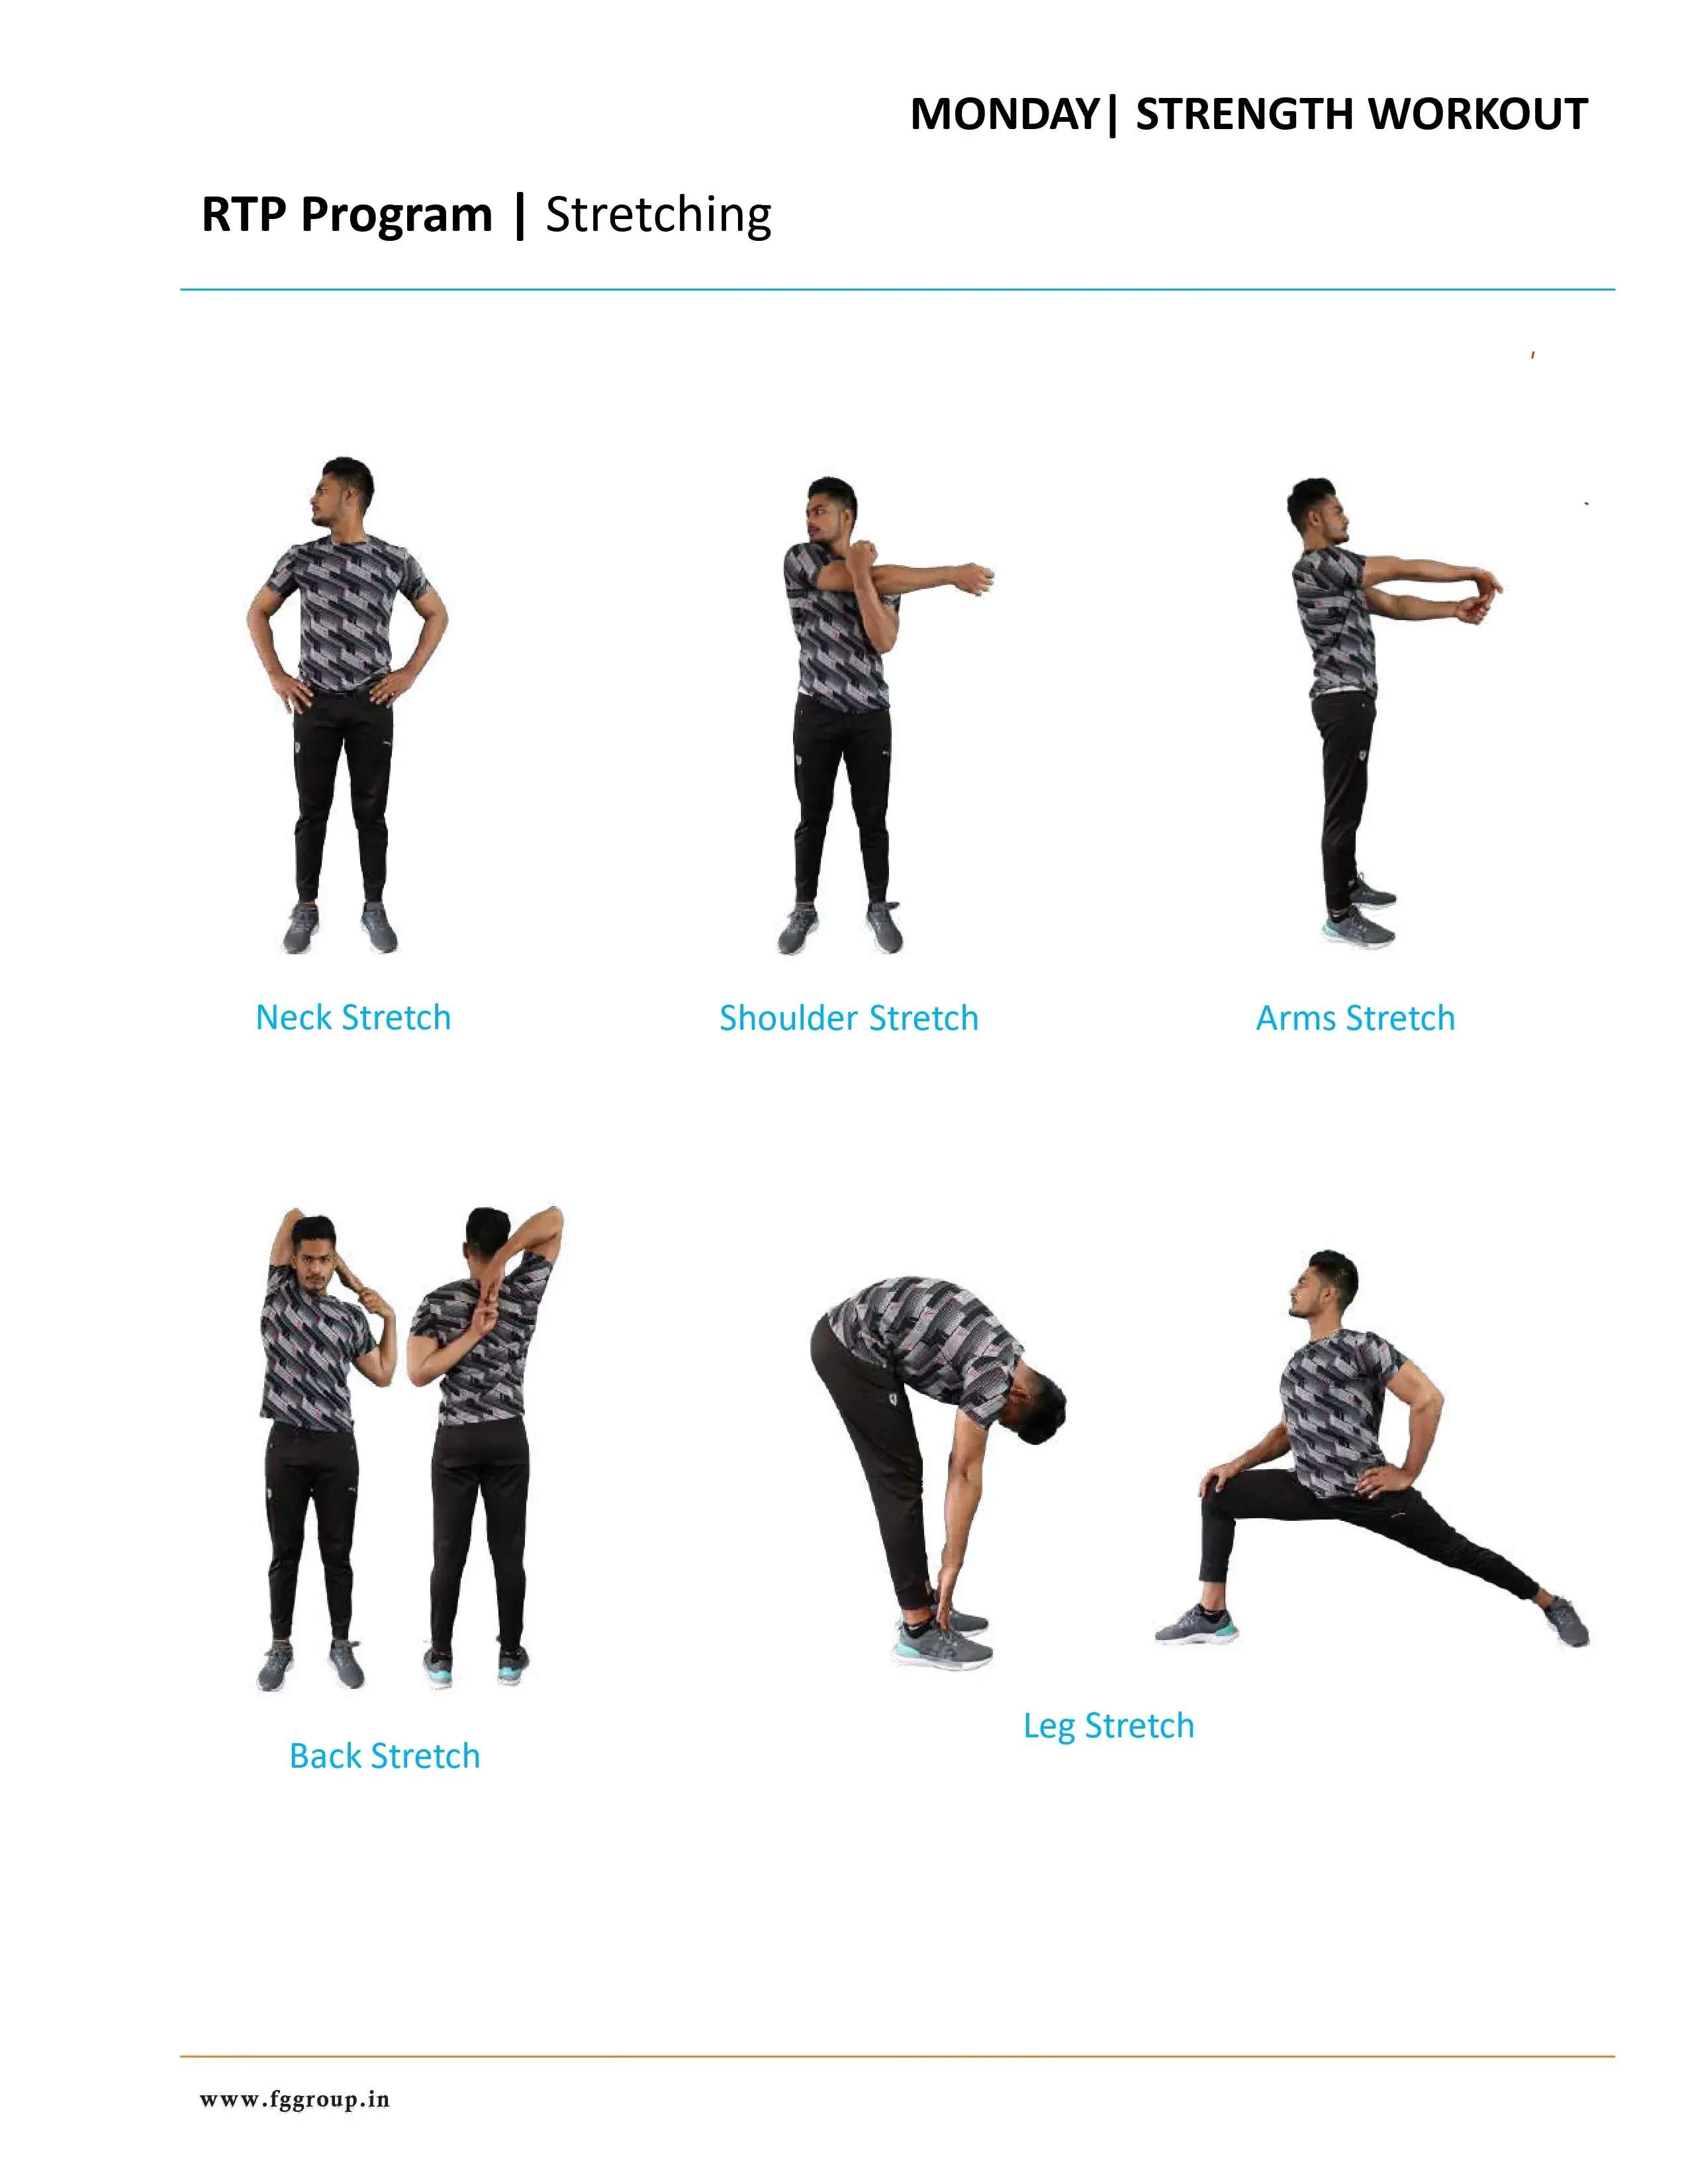 MONDAY| STRENGTH WORKOUT
RTP Program | Stretching
Neck Stretch
Shoulder Stretch
Arms Stretch
Back Stretch
Leg Stretch
www.fggroup.in